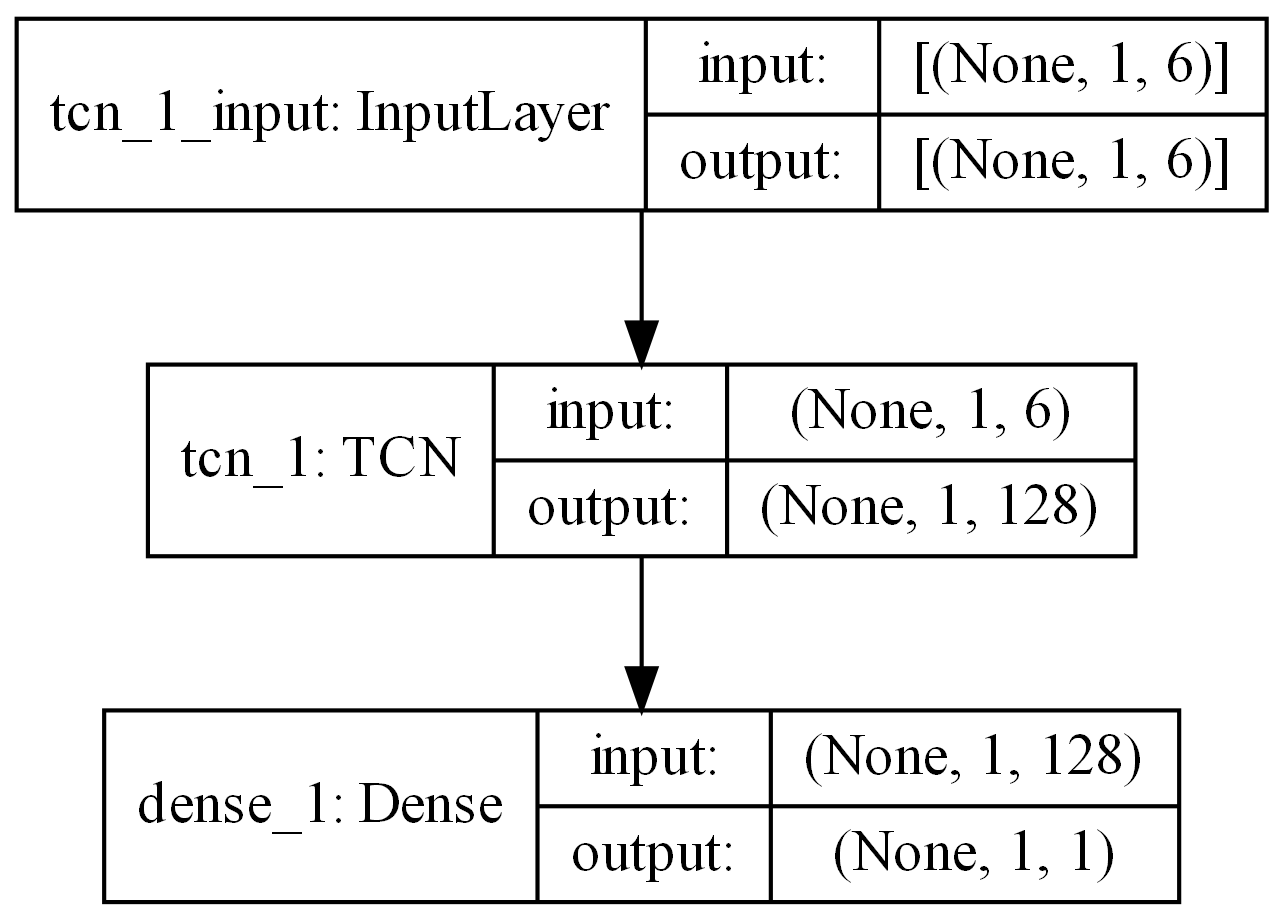 tcn_1_input: InputLayer
input:
[(None, 1, 6)]
output:
[(None, 1, 6)]
tcn_1: TCN
input:
(None, 1, 6)
output:
(None, 1, 128)
dense_1: Dense
input:
(None, 1, 128)
output:
(None, 1, 1)